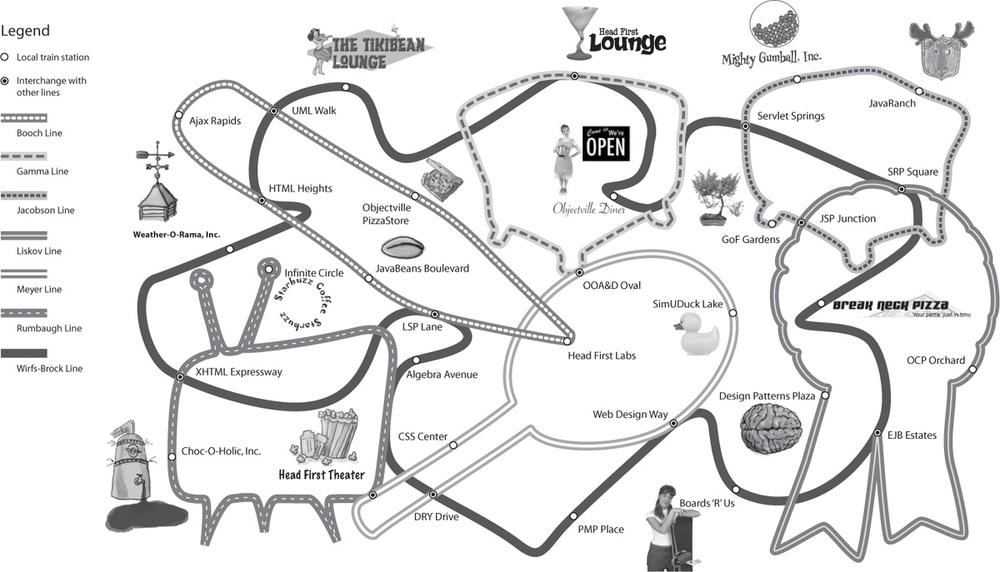 Legend
Local train station
Interchange with
other lines
Booch Line
Gamma Line
Jacobson Line
Liskov Line
Meyer Line
Rumbaugh Line
Wirfs-Brock Line
THE TIKIBEAN
LOUNGE
Head First
Lounge
Mighty Gumball, Inc.
JavaRanch
Ajax Rapids
UML Walk
Servlet Springs
Come in We're
OPEN
SRP Square
HTML Heights
Objectville
PizzaStore
Objectville Diner
JSP Junction
Weather-O-Rama, Inc.
GoF Gardens
JavaBeans Boulevard
Infinite Circle
Starbuzz Coffee
Starbuzz
OOA&D Oval
SimUDuck Lake
BREAK NECK PIZZA
Your pizza, just in time
LSP Lane
Head First Labs
OCP Orchard
XHTML Expressway
Algebra Avenue
Design Patterns Plaza
Web Design Way
CSS Center
EJB Estates
Choc-O-Holic, Inc.
Head First Theater
Boards 'R' Us
DRY Drive
PMP Place